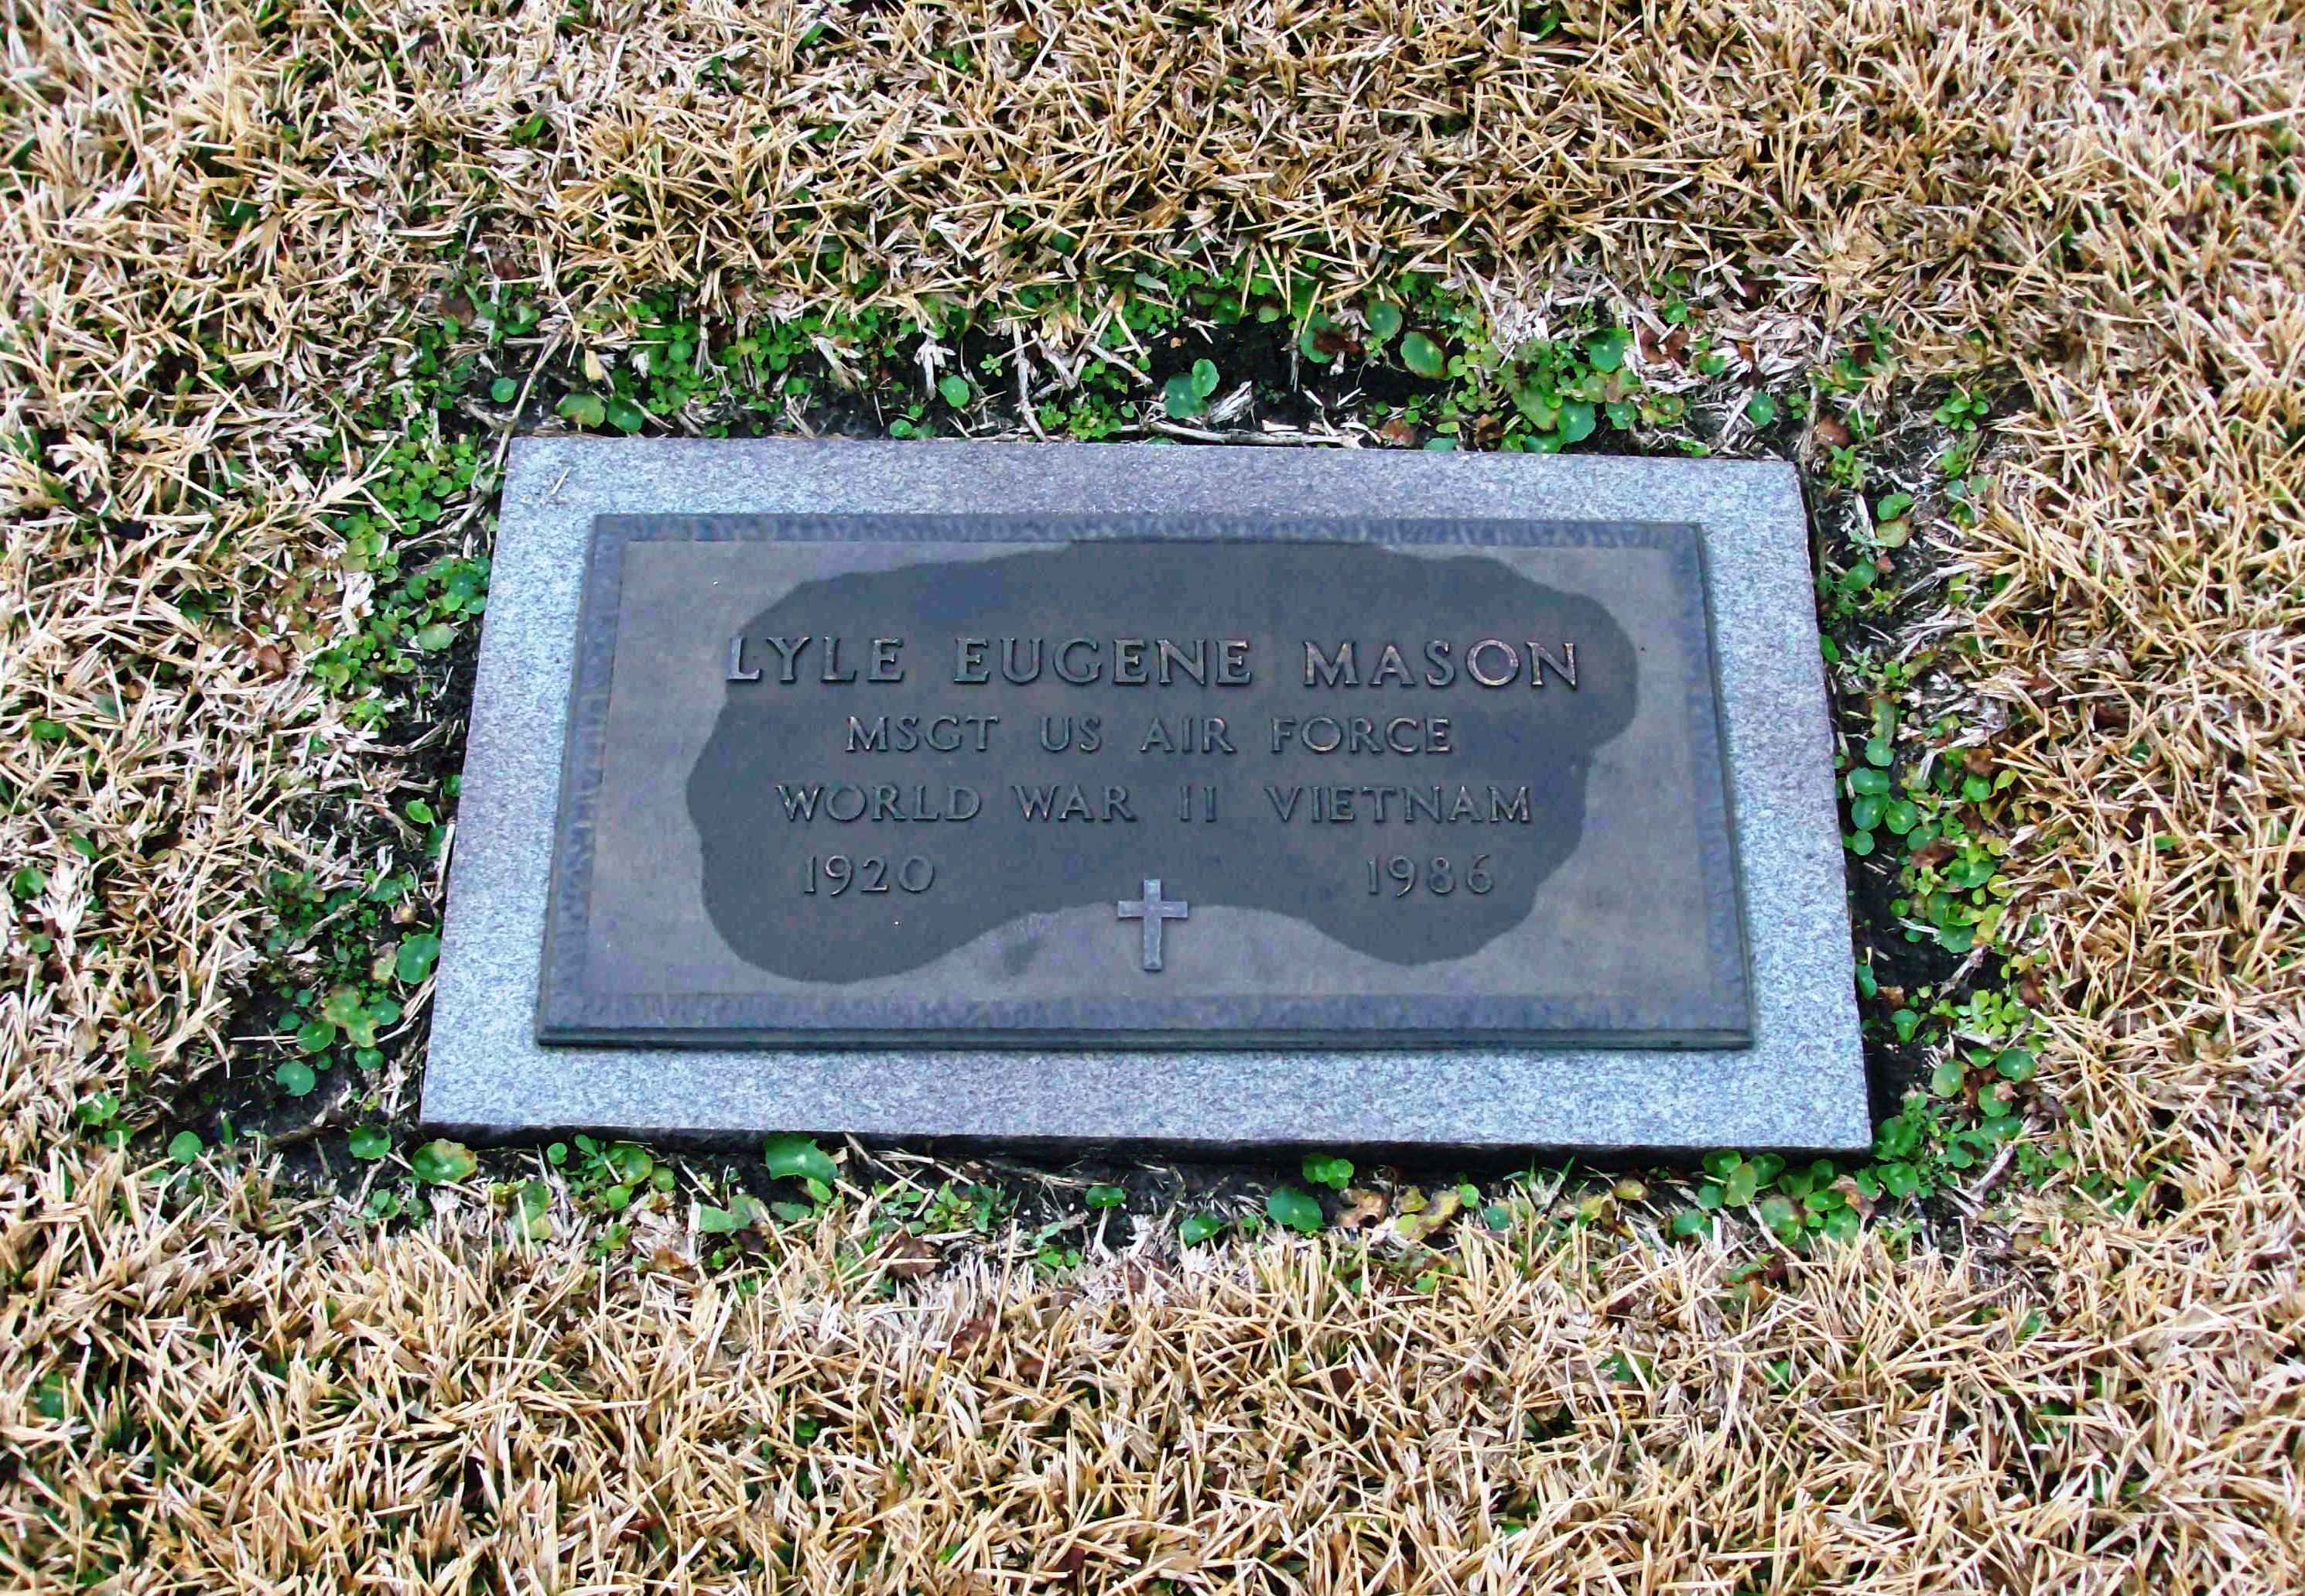 LYLE EUGENE MASON
MSGT US AIR FORCE
WORLD WAR II VIETNAM
1920 1986